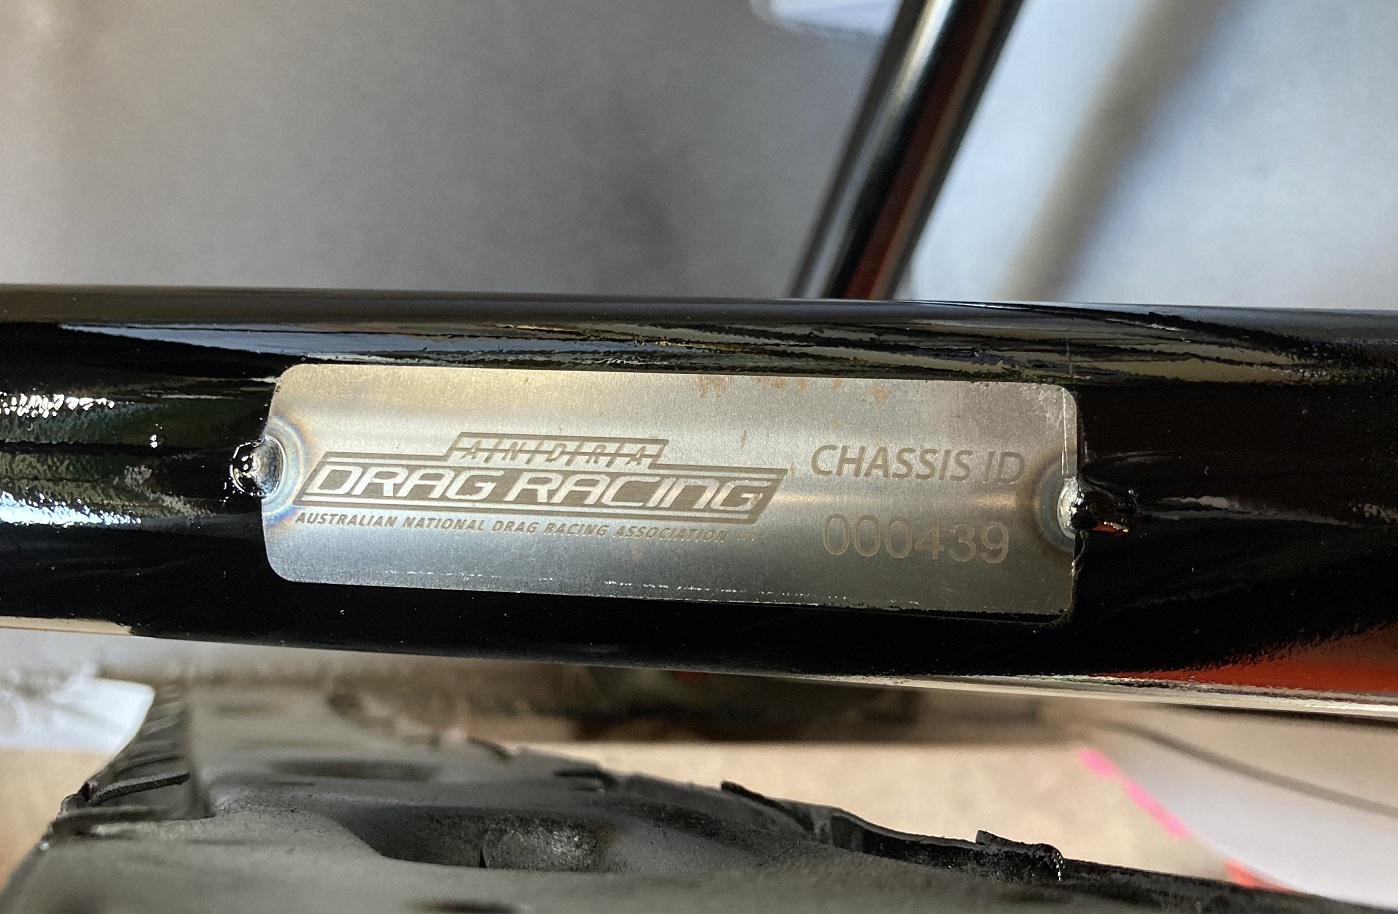 ANDRA
DRAG RACING
AUSTRALIAN NATIONAL DRAG RACING ASSOCIATION
CHASSIS ID
000439